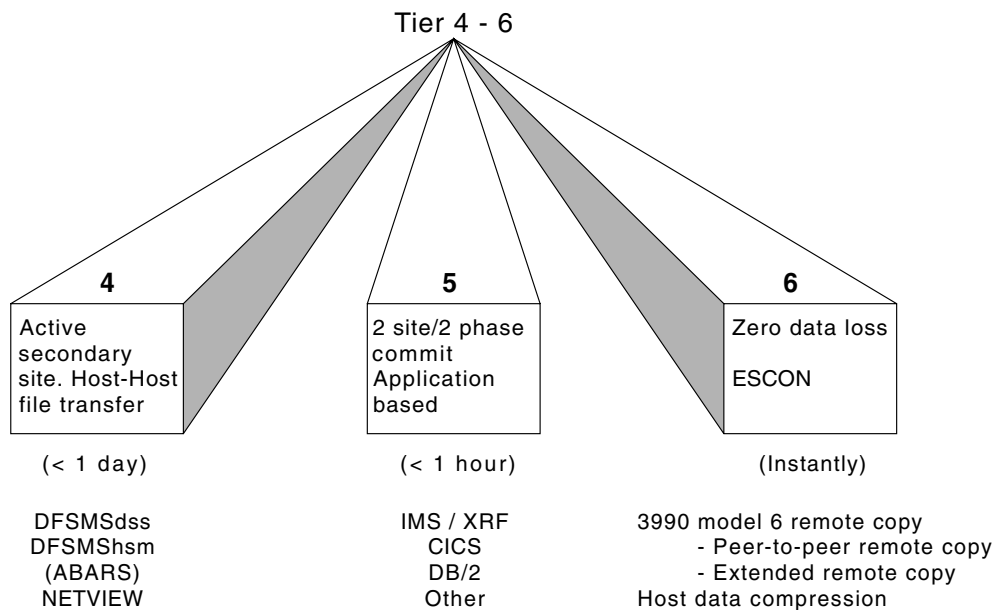 Tier 4 - 6
4
Active
secondary
site. Host-Host
file transfer
(< 1 day)
DFSMSdss
DFSMShsm
(ABARS)
NETVIEW
5
2 site/2 phase
commit
Application
based
(< 1 hour)
IMS / XRF
CICS
DB/2
Other
6
Zero data loss
ESCON
(Instantly)
3990 model 6 remote copy
- Peer-to-peer remote copy
- Extended remote copy
Host data compression